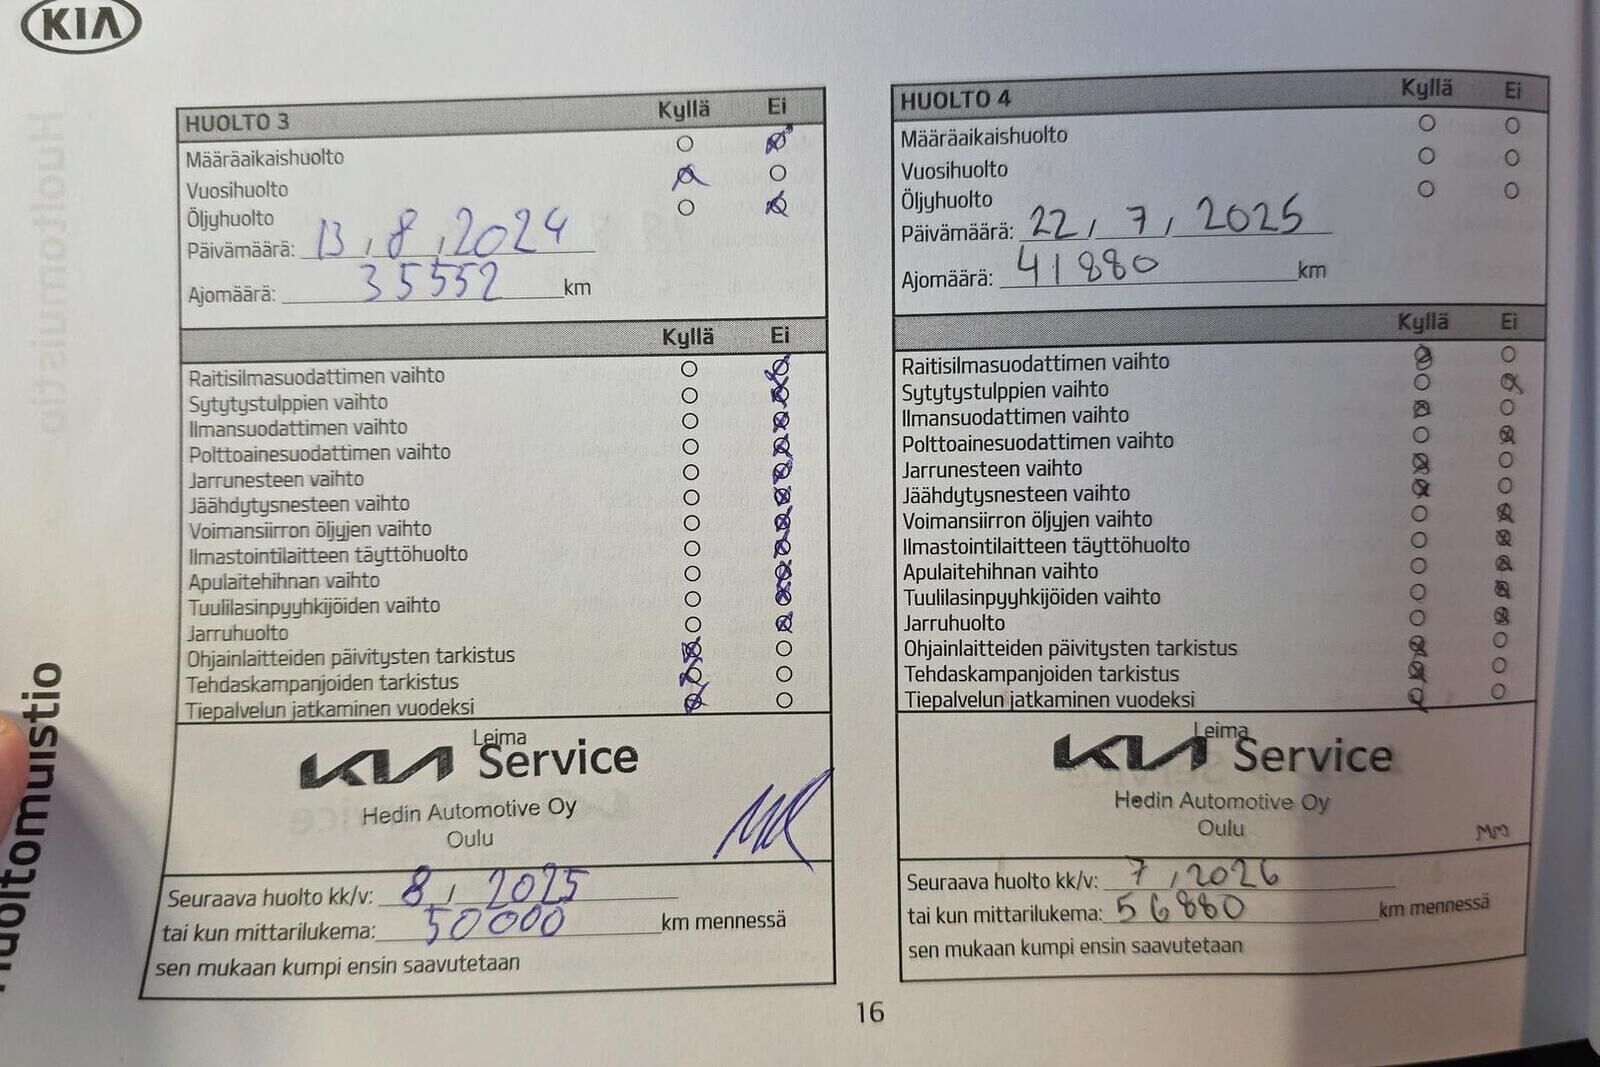 KIA
HUOLTO 3 Kyllä Ei
Määräaikaishuolto
Vuosihuolto
Öljyhuolto
Päivämäärä: 13, 8, 2024
Ajomäärä: 35552 km
Kyllä Ei
Raitisilmasuodattimen vaihto
Sytytystulppien vaihto
Ilmansuodattimen vaihto
Polttoainesuodattimen vaihto
Jarrunesteen vaihto
Jäähdytysnesteen vaihto
Voimansiirron öljyjen vaihto
Ilmastointilaitteen täyttöhuolto
Apulaitehihnan vaihto
Tuulilasinpyyhkijöiden vaihto
Jarruhuolto
Ohjainlaitteiden päivitysten tarkistus
Tehdaskampanjoiden tarkistus
Tiepalvelun jatkaminen vuodeksi
Leima
KIA Service
Hedin Automotive Oy
Oulu
Seuraava huolto kk/v: 8, 2025
tai kun mittarilukema: 50000 km mennessä
sen mukaan kumpi ensin saavutetaan
HUOLTO 4 Kyllä Ei
Määräaikaishuolto
Vuosihuolto
Öljyhuolto
Päivämäärä: 22, 7, 2025
Ajomäärä: 41880 km
Kyllä Ei
Raitisilmasuodattimen vaihto
Sytytystulppien vaihto
Ilmansuodattimen vaihto
Polttoainesuodattimen vaihto
Jarrunesteen vaihto
Jäähdytysnesteen vaihto
Voimansiirron öljyjen vaihto
Ilmastointilaitteen täyttöhuolto
Apulaitehihnan vaihto
Tuulilasinpyyhkijöiden vaihto
Jarruhuolto
Ohjainlaitteiden päivitysten tarkistus
Tehdaskampanjoiden tarkistus
Tiepalvelun jatkaminen vuodeksi
Leima
KIA Service
Hedin Automotive Oy
Oulu
MM
Seuraava huolto kk/v: 7, 2026
tai kun mittarilukema: 56880 km mennessä
sen mukaan kumpi ensin saavutetaan
Huoltomuistio
16